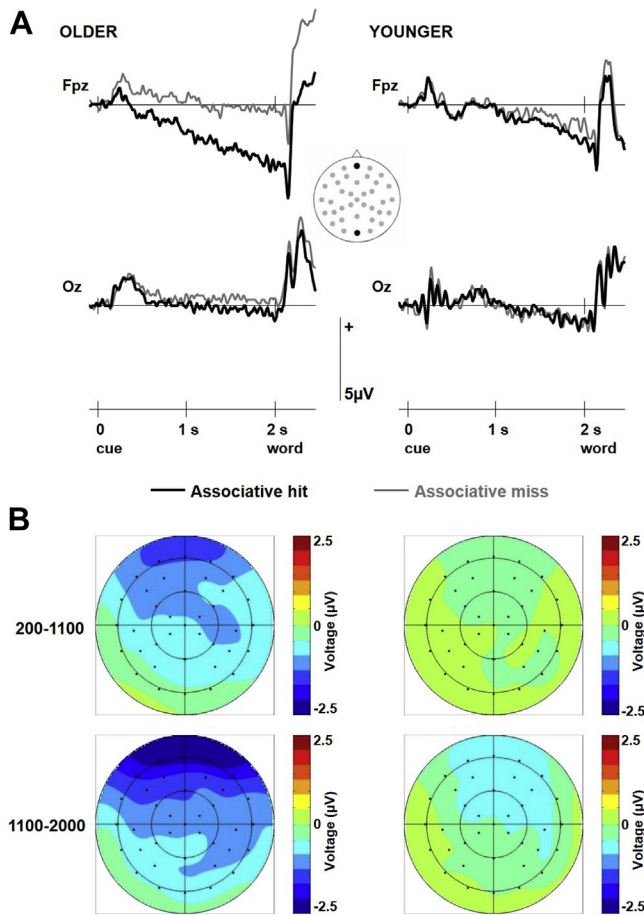 A
OLDER
YOUNGER
Fpz
Fpz
Oz
Oz
+
5µV
0
1 s
2 s
cue
word
0
1 s
2 s
cue
word
Associative hit
Associative miss
B
200-1100
2.5
0
-2.5
Voltage (µV)
2.5
0
-2.5
Voltage (µV)
1100-2000
2.5
0
-2.5
Voltage (µV)
2.5
0
-2.5
Voltage (µV)